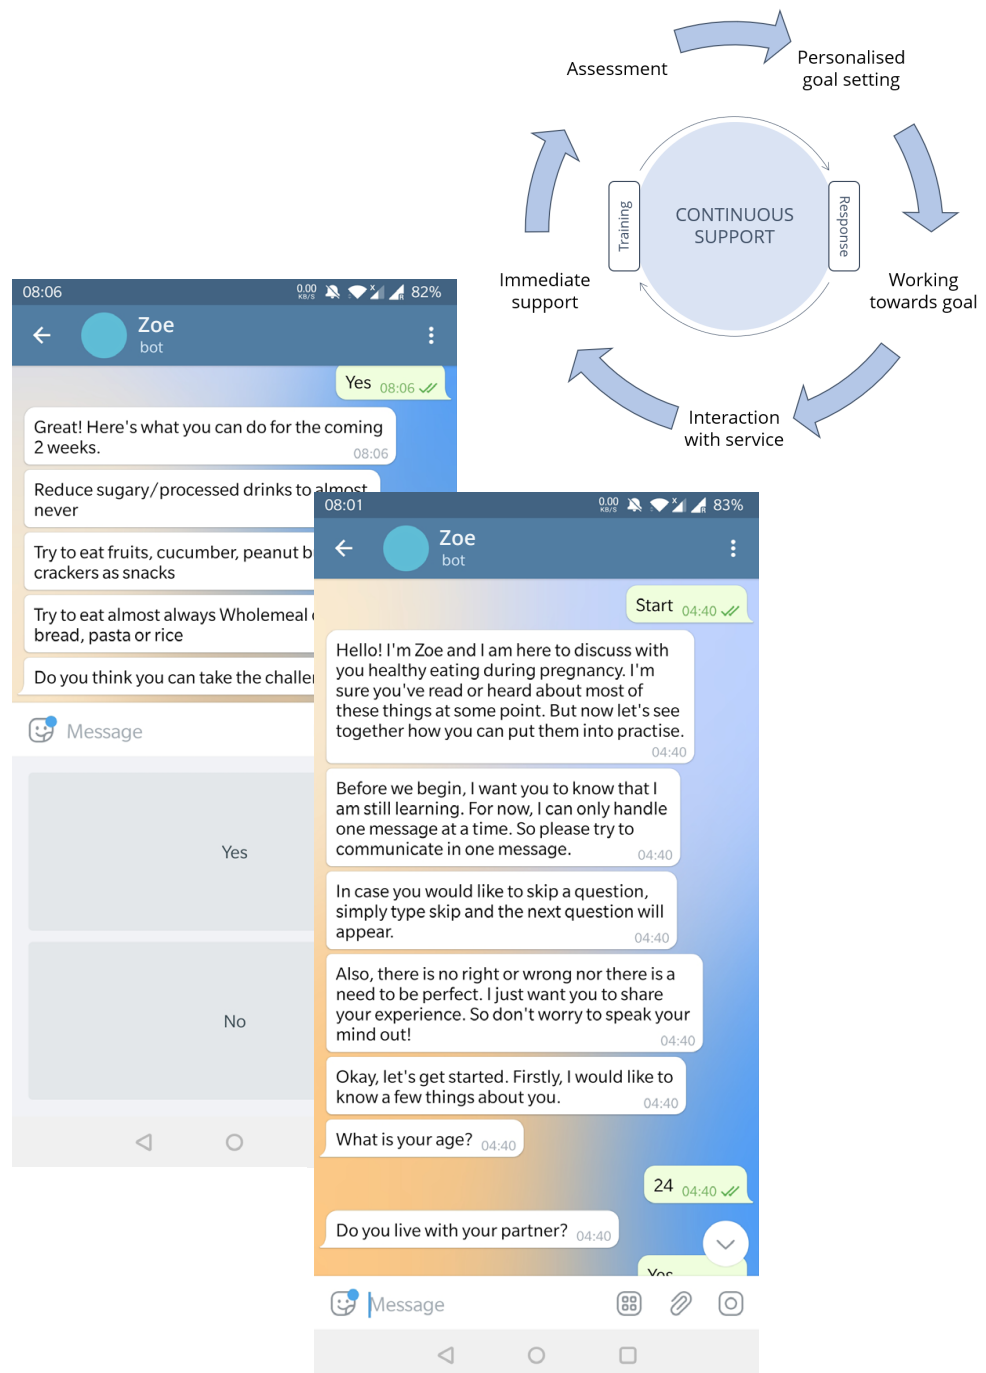 Assessment
Personalised
goal setting
Training
CONTINUOUS
SUPPORT
Response
Immediate
support
Working
towards goal
Interaction
with service
08:06
0.00
KB/S
82%
Zoe
bot
Yes 08:06
Great! Here's what you can do for the coming
2 weeks.
08:06
Reduce sugary/processed drinks to almost
never
Try to eat fruits, cucumber, peanut b
crackers as snacks
Try to eat almost always Wholemeal
bread, pasta or rice
Do you think you can take the challe
Message
Yes
No
08:01
0.00
KB/S
x
R
83%
Zoe
bot
Start 04:40
Hello! I'm Zoe and I am here to discuss with
you healthy eating during pregnancy. I'm
sure you've read or heard about most of
these things at some point. But now let's see
together how you can put them into practise.
04:40
Before we begin, I want you to know that I
am still learning. For now, I can only handle
one message at a time. So please try to
communicate in one message. 04:40
In case you would like to skip a question,
simply type skip and the next question will
appear. 04:40
Also, there is no right or wrong nor there is a
need to be perfect. I just want you to share
your experience. So don't worry to speak your
mind out! 04:40
Okay, let's get started. Firstly, I would like to
know a few things about you. 04:40
What is your age? 04:40
24 04:40
Do you live with your partner? 04:40
Yes
Message